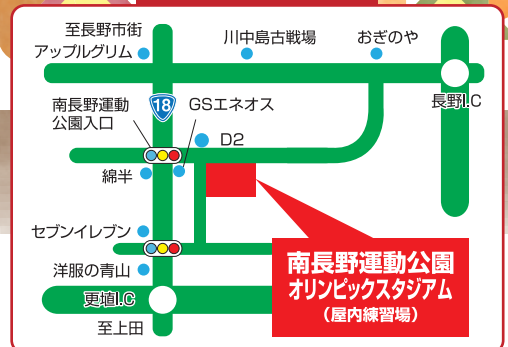 至長野市街
アップルグリム
川中島古戦場
おぎのや
長野I.C
南長野運動
公園入口
18
GSエネオス
D2
綿半
セブンイレブン
洋服の青山
更埴I.C
至上田
南長野運動公園
オリンピックスタジアム
(屋内練習場)